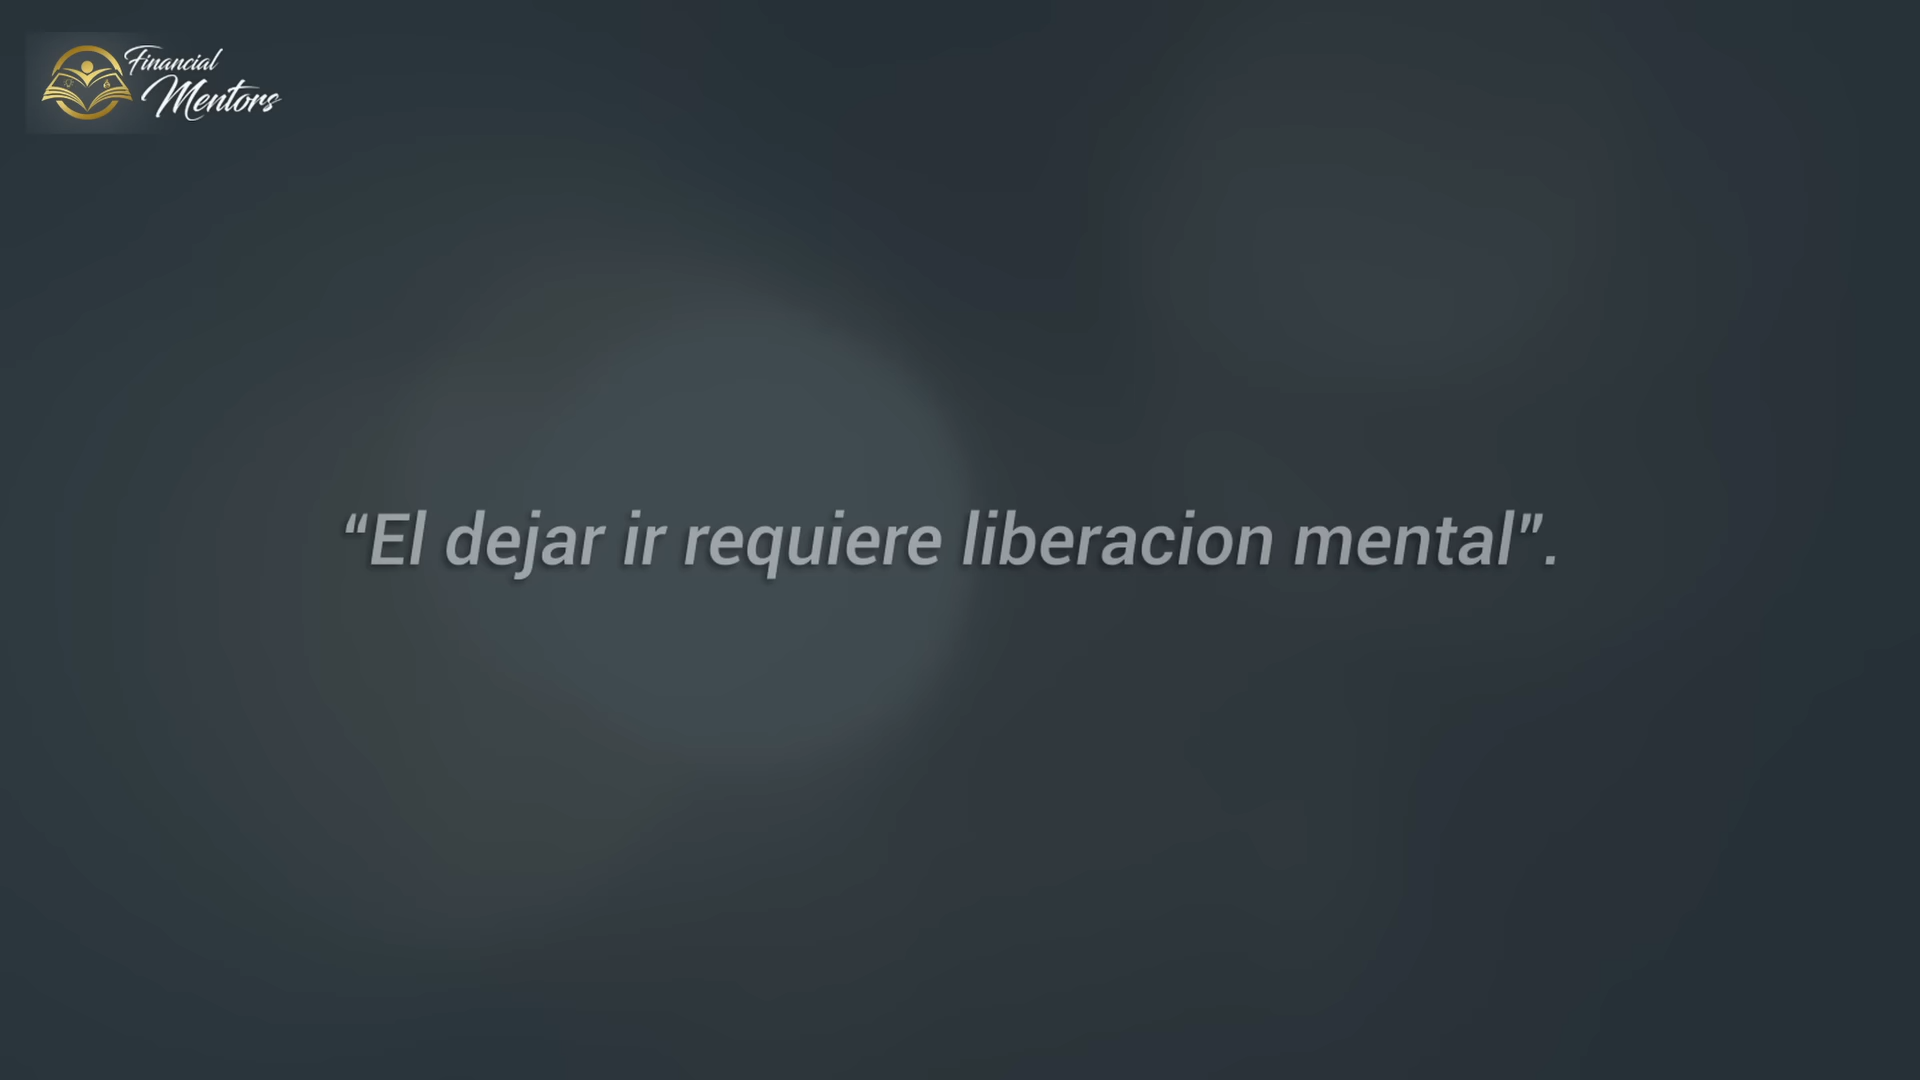 Financial
Mentors
“El dejar ir requiere liberacion mental”.